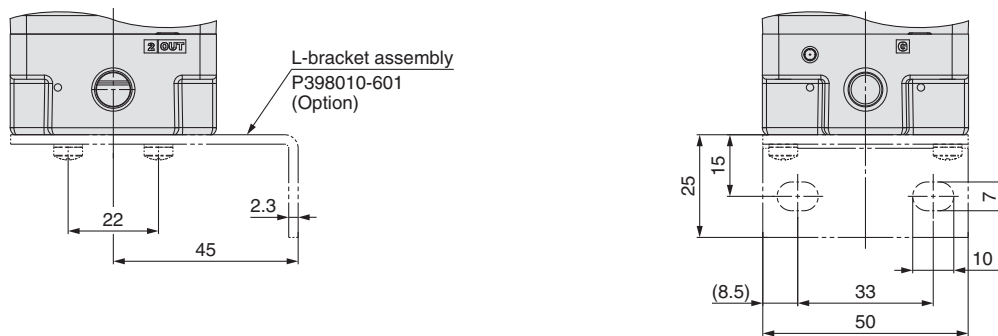 2 OUT
L-bracket assembly
P398010-601
(Option)
2.3
22
45
G
15
25
7
10
(8.5)
33
50